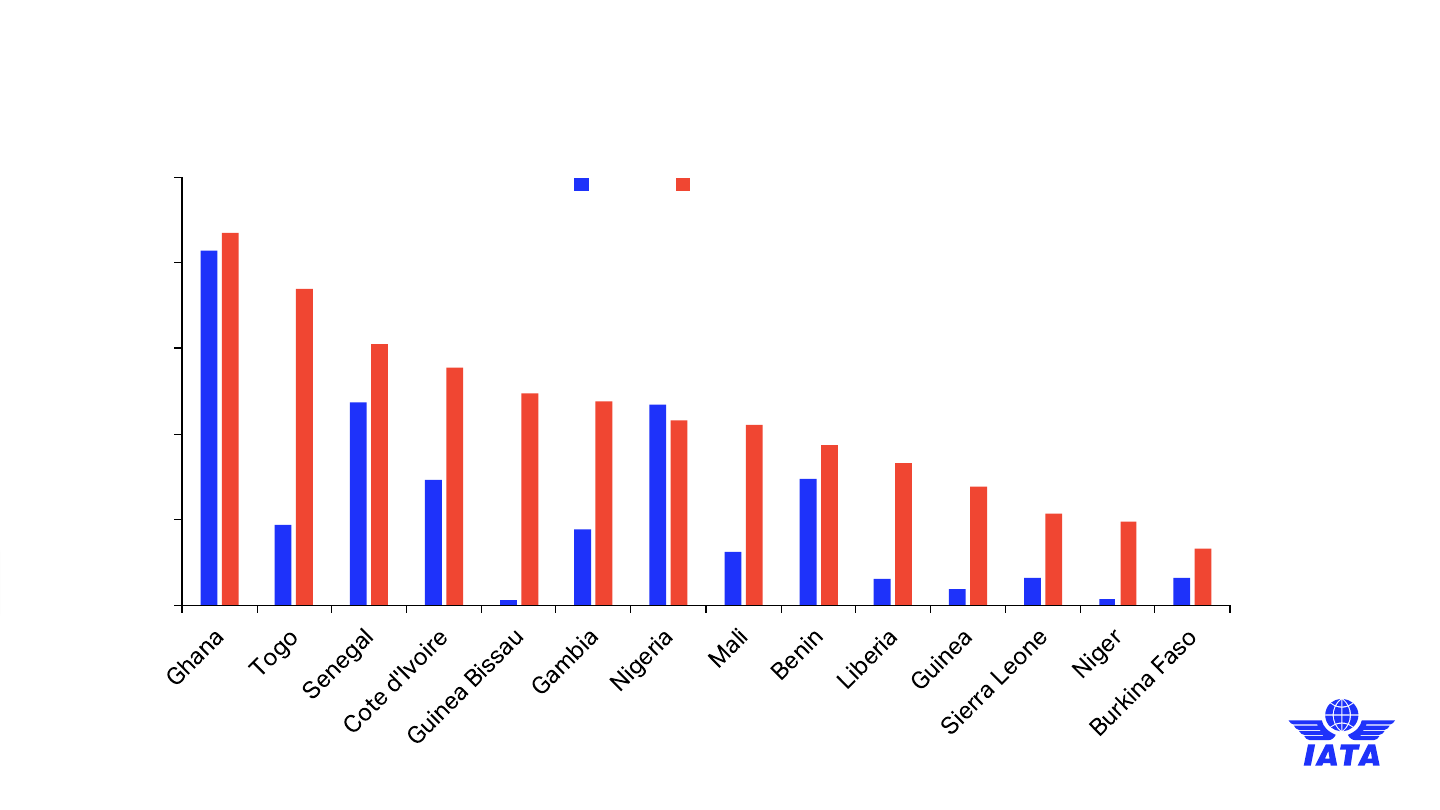 Ghana
Togo
Senegal
Cote d'Ivoire
Guinea Bissau
Gambia
Nigeria
Mali
Benin
Liberia
Guinea
Sierra Leone
Niger
Burkina Faso
IATA